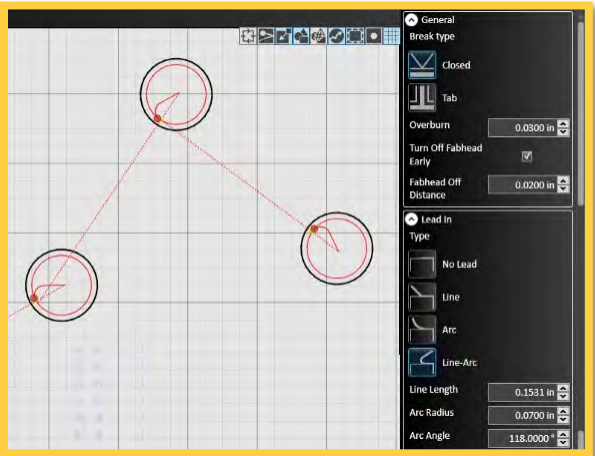 General
Break type
Closed
Tab
Overburn
0.0300 in
Turn Off Fabhead
Early
Fabhead Off
Distance
0.0200 in
Lead In
Type
No Lead
Line
Arc
Line-Arc
Line Length
0.1531 in
Arc Radius
0.0700 in
Arc Angle
118.0000 °